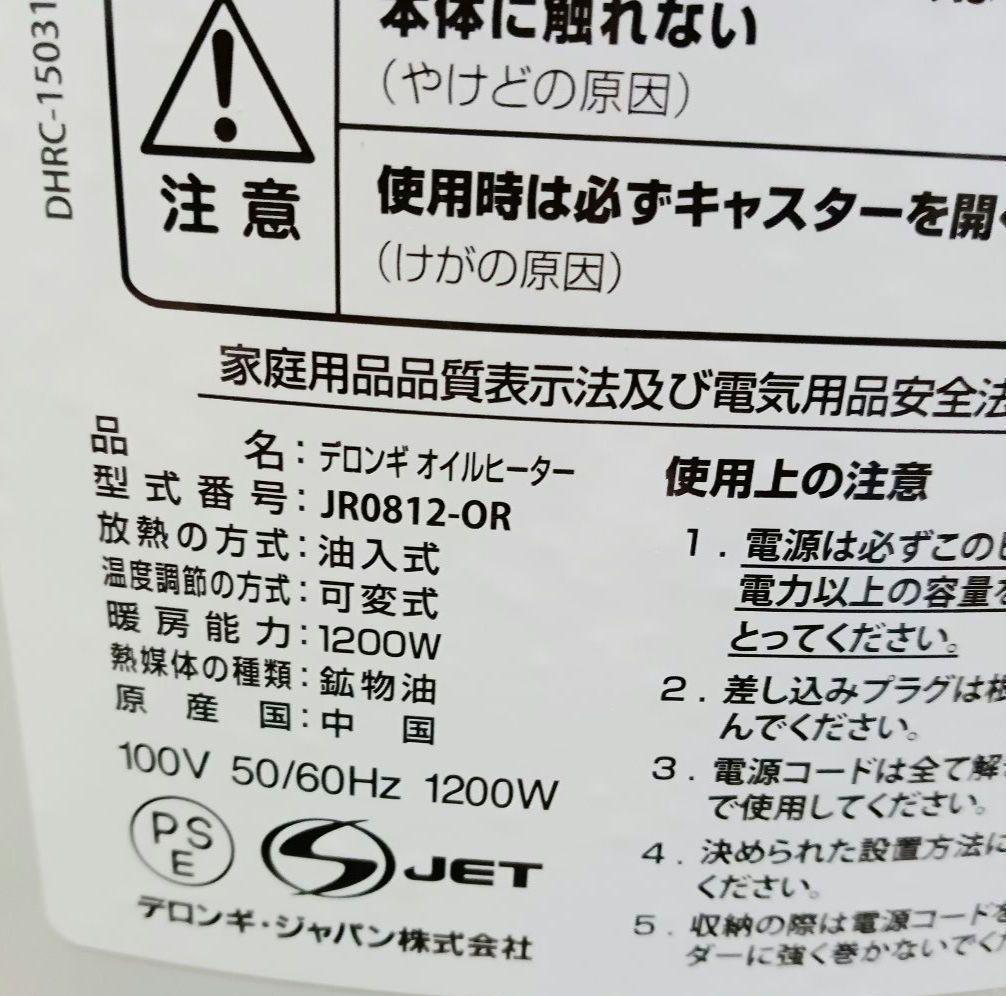 DHRC-15031
本体に触れない
（やけどの原因）
注意
使用時は必ずキャスターを開く
（けがの原因）
家庭用品品質表示法及び電気用品安全法
品名：デロンギ オイルヒーター
型式番号：JR0812-OR
放熱の方式：油入式
温度調節の方式：可変式
暖房能力：1200W
熱媒体の種類：鉱物油
原産国：中国
100V 50/60Hz 1200W
PSE
JET
デロンギ・ジャパン株式会社
使用上の注意
1．電源は必ずこの
電力以上の容量を
とってください。
2．差し込みプラグは
んでください。
3．電源コードは全て解
で使用してください。
4．決められた設置方法に
ください。
5．収納の際は電源コードを
ダーに強く巻かないでくだ